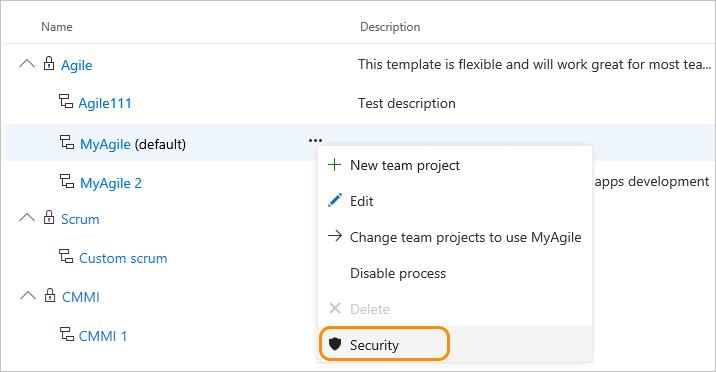 Name Description
Agile This template is flexible and will work great for most tea...
Agile111 Test description
MyAgile (default) ...
MyAgile 2 apps development
New team project
Edit
Scrum
Change team projects to use MyAgile
Custom scrum
Disable process
CMMI
Delete
CMMI 1
Security